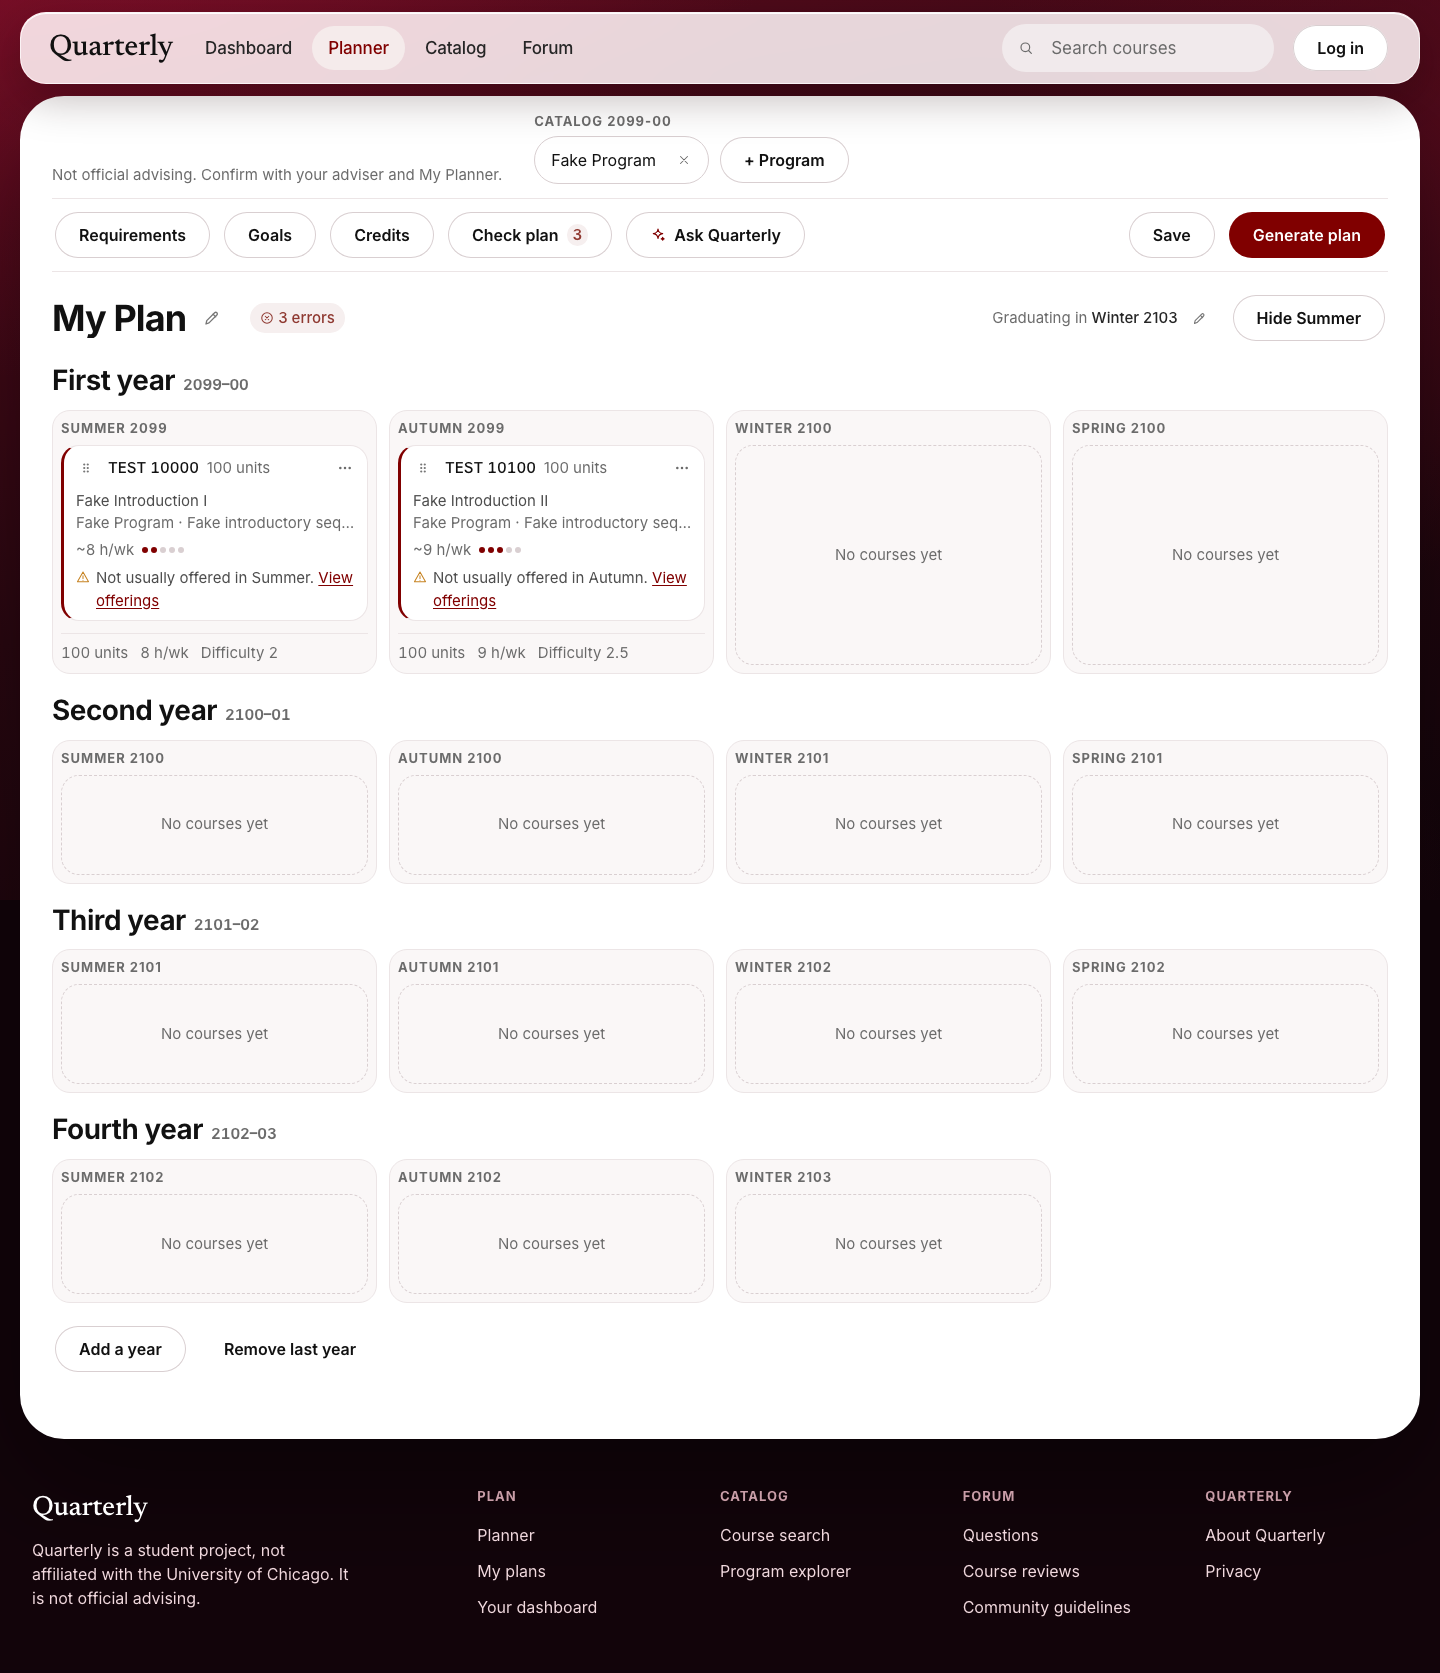 Quarterly
Dashboard
Planner
Catalog
Forum
Search courses
Log in
CATALOG 2099-00
Not official advising. Confirm with your adviser and My Planner.
Fake Program
+ Program
Requirements
Goals
Credits
Check plan 3
Ask Quarterly
Save
Generate plan
My Plan
3 errors
Graduating in Winter 2103
Hide Summer
First year 2099–00
SUMMER 2099
TEST 10000 100 units
Fake Introduction I
Fake Program · Fake introductory seq...
~8 h/wk
Not usually offered in Summer. View
offerings
100 units 8 h/wk Difficulty 2
AUTUMN 2099
TEST 10100 100 units
Fake Introduction II
Fake Program · Fake introductory seq...
~9 h/wk
Not usually offered in Autumn. View
offerings
100 units 9 h/wk Difficulty 2.5
WINTER 2100
No courses yet
SPRING 2100
No courses yet
Second year 2100–01
SUMMER 2100
No courses yet
AUTUMN 2100
No courses yet
WINTER 2101
No courses yet
SPRING 2101
No courses yet
Third year 2101–02
SUMMER 2101
No courses yet
AUTUMN 2101
No courses yet
WINTER 2102
No courses yet
SPRING 2102
No courses yet
Fourth year 2102–03
SUMMER 2102
No courses yet
AUTUMN 2102
No courses yet
WINTER 2103
No courses yet
Add a year
Remove last year
Quarterly
Quarterly is a student project, not
affiliated with the University of Chicago. It
is not official advising.
PLAN
Planner
My plans
Your dashboard
CATALOG
Course search
Program explorer
FORUM
Questions
Course reviews
Community guidelines
QUARTERLY
About Quarterly
Privacy